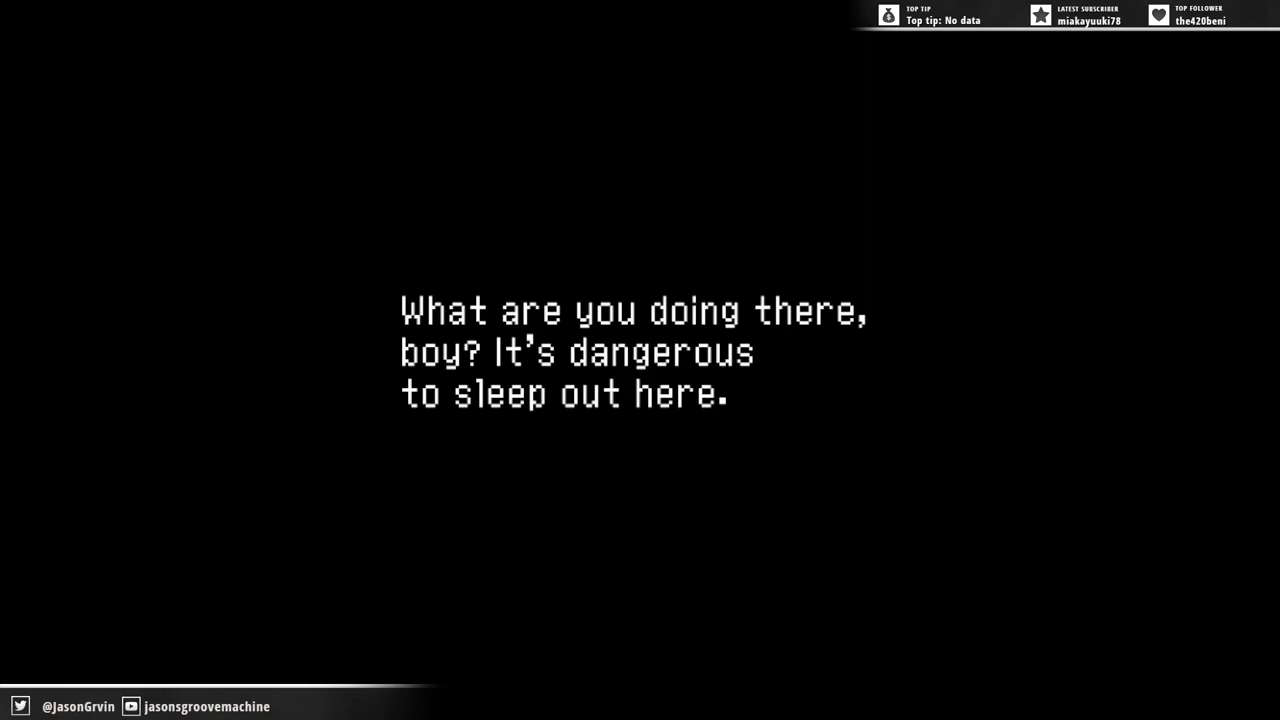 TOP TIP
Top tip: No data
LATEST SUBSCRIBER
miakayuuki78
TOP FOLLOWER
the420beni
What are you doing there,
boy? It's dangerous
to sleep out here.
@JasonGrvin
jasonsgroovemachine